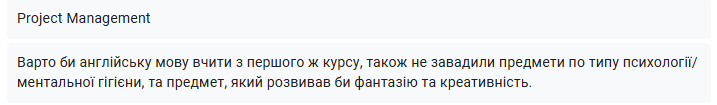 Project Management
Варто би англійську мову вчити з першого ж курсу, також не завадили предмети по типу психології/
ментальної гігієни, та предмет, який розвивав би фантазію та креативність.